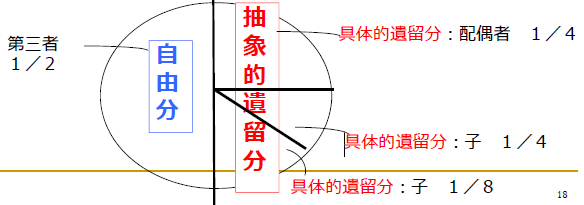 第三者
１／２
自由分
抽象的遺留分
具体的遺留分：配偶者　１／４
具体的遺留分：子　１／４
具体的遺留分：子　１／８
18